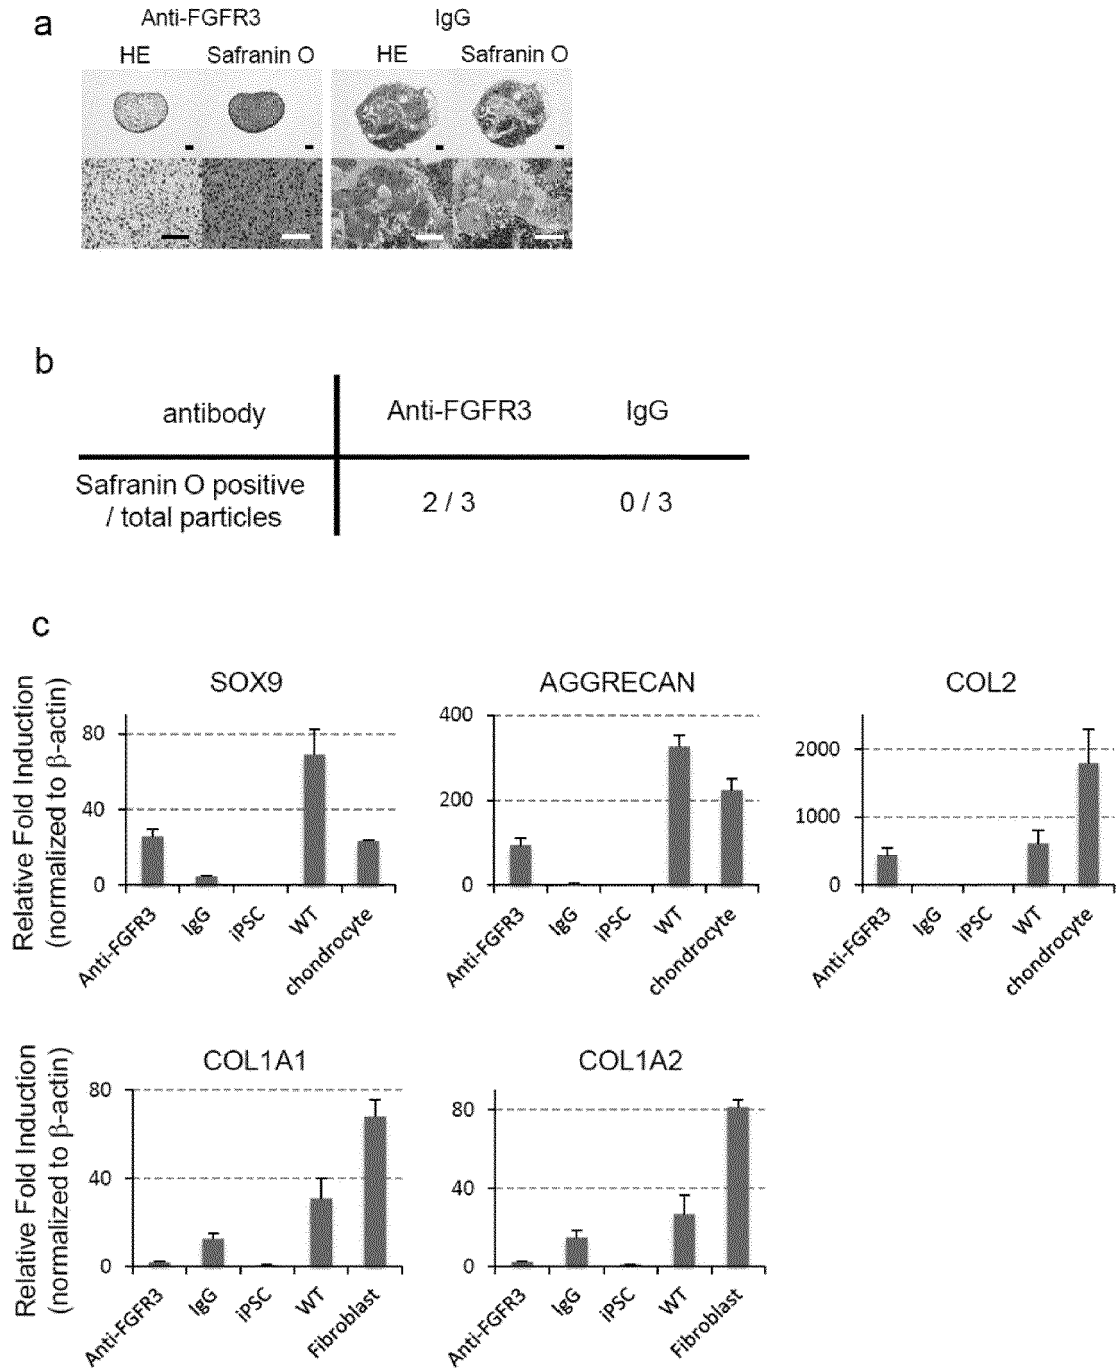 a
Anti-FGFR3 IgG
HE Safranin O HE Safranin O
b
antibody Anti-FGFR3 IgG
Safranin O positive
/ total particles
2 / 3 0 / 3
c
Relative Fold Induction
(normalized to β-actin)
SOX9
80
40
0
Anti-FGFR3 IgG iPSC WT chondrocyte
AGGRECAN
400
200
0
Anti-FGFR3 IgG iPSC WT chondrocyte
COL2
2000
1000
0
Anti-FGFR3 IgG iPSC WT chondrocyte
Relative Fold Induction
(normalized to β-actin)
COL1A1
80
40
0
Anti-FGFR3 IgG iPSC WT Fibroblast
COL1A2
80
40
0
Anti-FGFR3 IgG iPSC WT Fibroblast